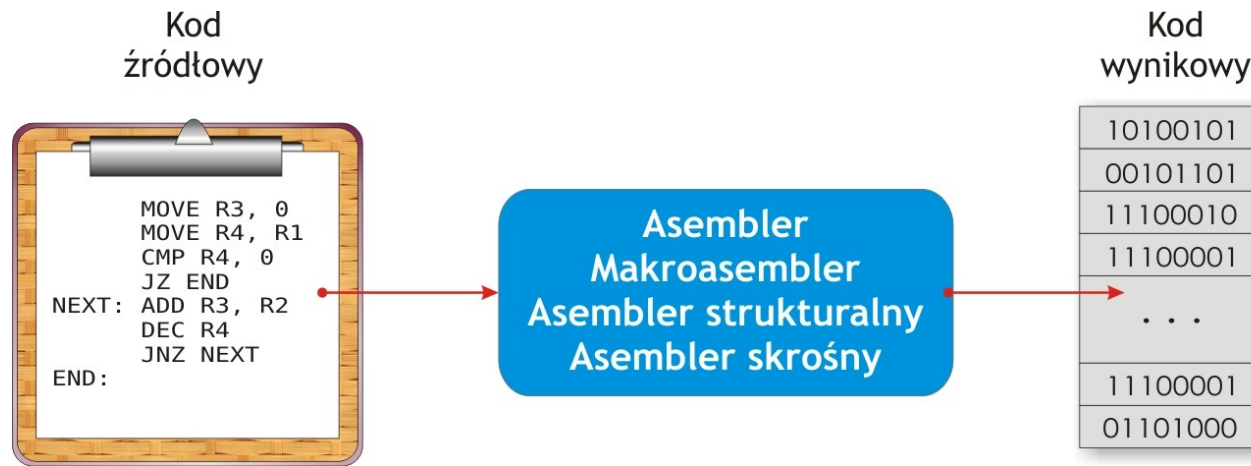 Kod
źródłowy
MOVE R3, 0
MOVE R4, R1
CMP R4, 0
JZ END
NEXT: ADD R3, R2
DEC R4
JNZ NEXT
END:
Asembler
Makroasembler
Asembler strukturalny
Asembler skrośny
Kod
wynikowy
10100101
00101101
11100010
11100001
. . .
11100001
01101000